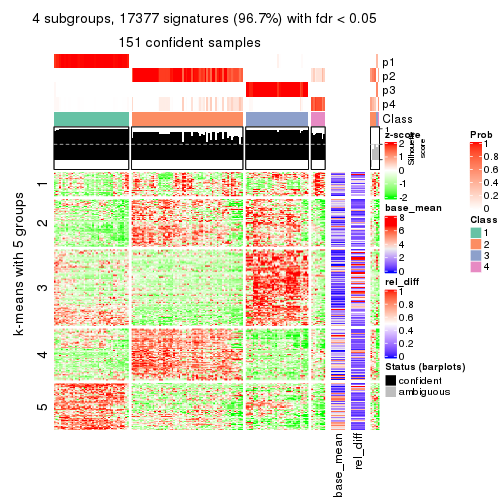 4 subgroups, 17377 signatures (96.7%) with fdr < 0.05
151 confident samples
p1
p2
p3
p4
Class
1
Silhouette
score
k-means with 5 groups
1
2
3
4
5
base_mean
rel_diff
z-score
2
1
0
-1
-2
base_mean
8
6
4
2
0
rel_diff
1
0.8
0.6
0.4
0.2
0
Status (barplots)
confident
ambiguous
Prob
1
0.8
0.6
0.4
0.2
0
Class
1
2
3
4